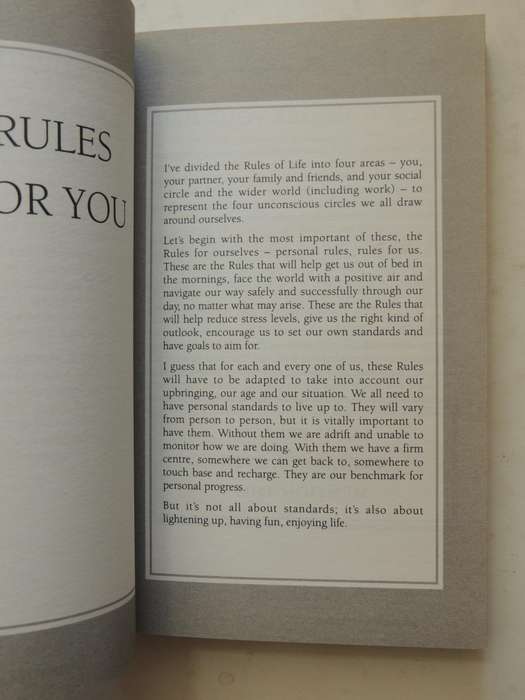 RULES
OR YOU
I've divided the Rules of Life into four areas – you,
your partner, your family and friends, and your social
circle and the wider world (including work) – to
represent the four unconscious circles we all draw
around ourselves.
Let's begin with the most important of these, the
Rules for ourselves – personal rules, rules for us.
These are the Rules that will help get us out of bed in
the mornings, face the world with a positive air and
navigate our way safely and successfully through our
day, no matter what may arise. These are the Rules that
will help reduce stress levels, give us the right kind of
outlook, encourage us to set our own standards and
have goals to aim for.
I guess that for each and every one of us, these Rules
will have to be adapted to take into account our
upbringing, our age and our situation. We all need to
have personal standards to live up to. They will vary
from person to person, but it is vitally important to
have them. Without them we are adrift and unable to
monitor how we are doing. With them we have a firm
centre, somewhere we can get back to, somewhere to
touch base and recharge. They are our benchmark for
personal progress.
But it's not all about standards; it's also about
lightening up, having fun, enjoying life.